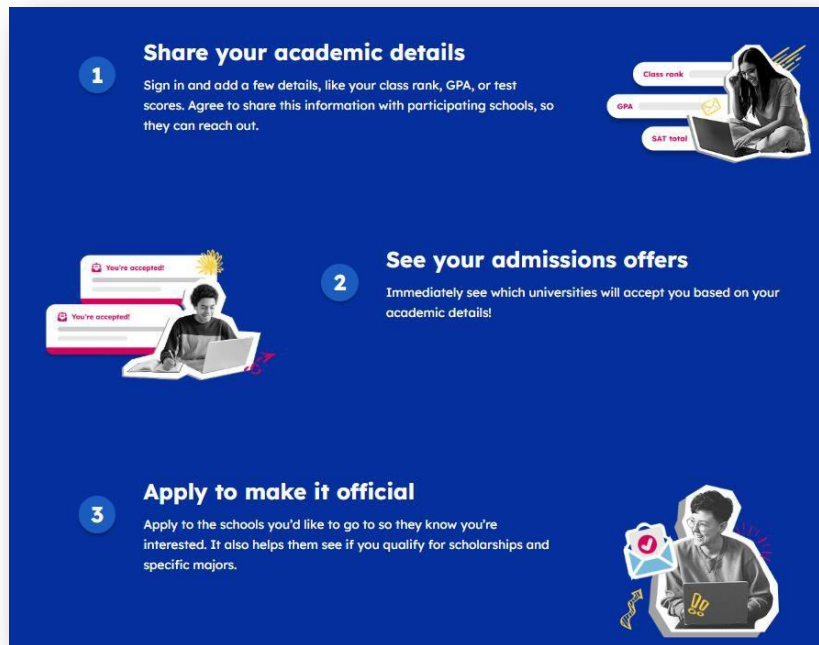 Share your academic details
1
Sign in and add a few details, like your class rank, GPA, or test
scores. Agree to share this information with participating schools, so
they can reach out.
Class rank
GPA
SAT total
You're accepted!
You're accepted!
2
See your admissions offers
Immediately see which universities will accept you based on your
academic details!
3
Apply to make it official
Apply to the schools you’d like to go to so they know you’re
interested. It also helps them see if you qualify for scholarships and
specific majors.
!!